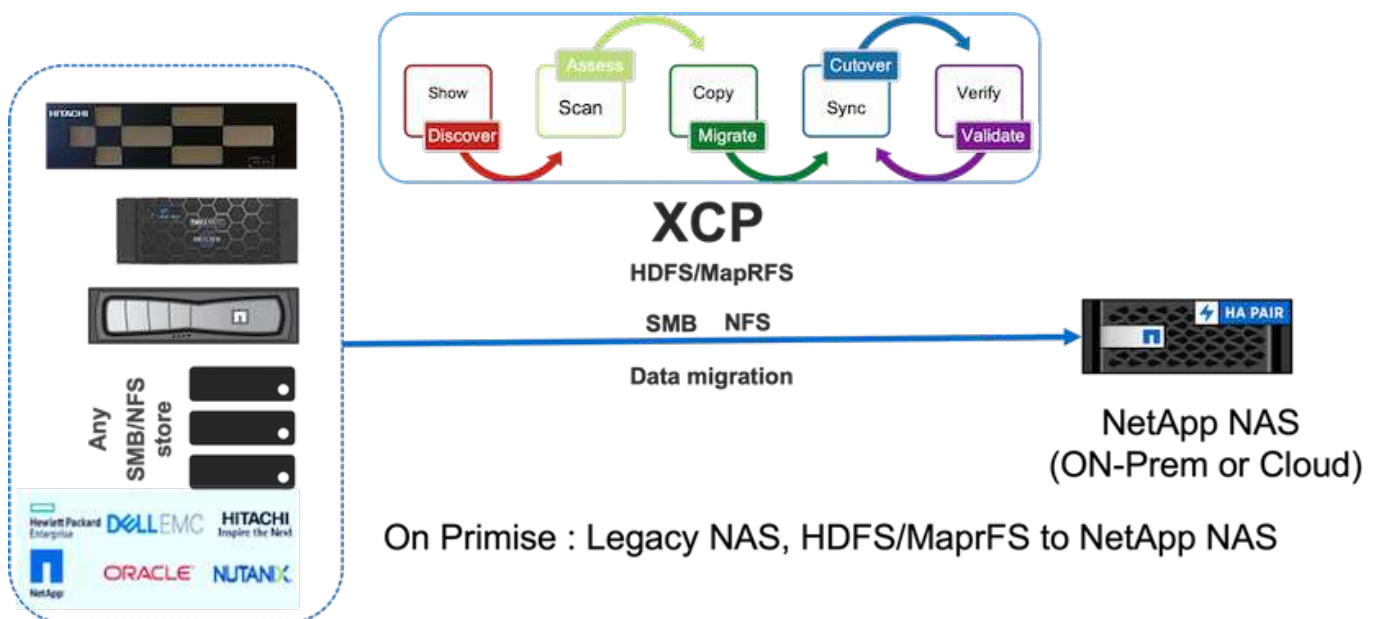 HITACHI
Show
Discover
Assess
Scan
Copy
Migrate
Cutover
Sync
Verify
Validate
XCP
HDFS/MapRFS
SMB NFS
Data migration
HA PAIR
NetApp NAS
(ON-Prem or Cloud)
Any
SMB/NFS
store
Hewlett Packard
Enterprise
DELLEMC
HITACHI
Inspire the Next
NetApp
ORACLE
NUTANIX
On Primise : Legacy NAS, HDFS/MaprFS to NetApp NAS